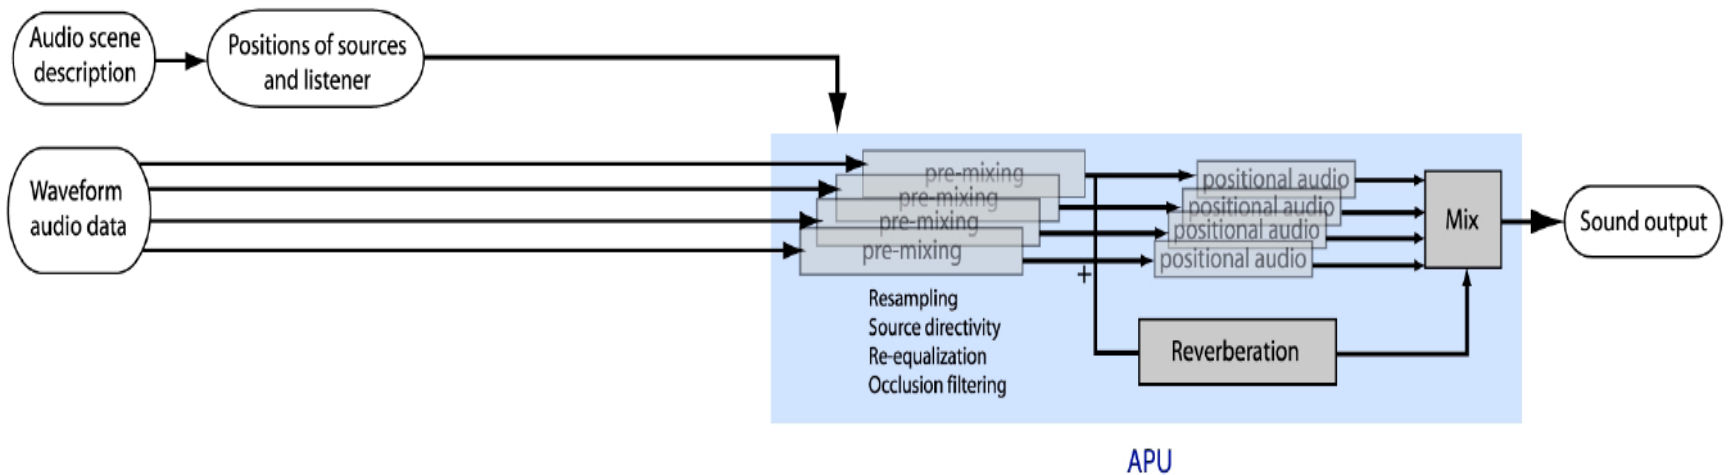 Audio scene
description
Positions of sources
and listener
Waveform
audio data
pre-mixing
pre-mixing
pre-mixing
pre-mixing
Resampling
Source directivity
Re-equalization
Occlusion filtering
+
positional audio
positional audio
positional audio
positional audio
Reverberation
Mix
Sound output
APU